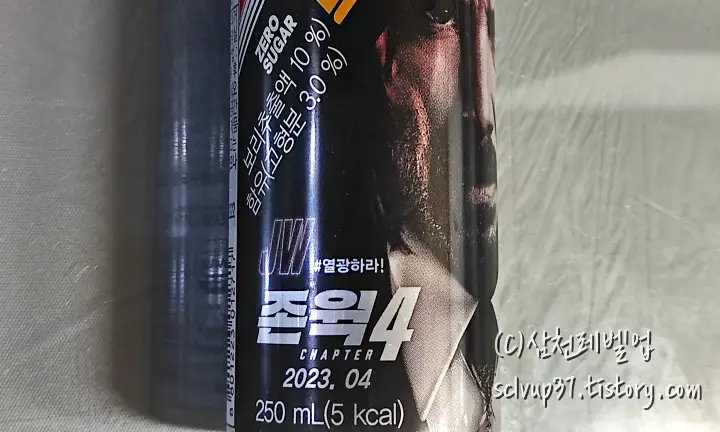 ZERO
SUGAR
보리추출액 10 %
함유(고형분 3.0 %)
JW
#열광하라!
존윅4
CHAPTER
2023. 04
250 mL(5 kcal)
(C)삼천레벨업
sclvup37.tistory.com